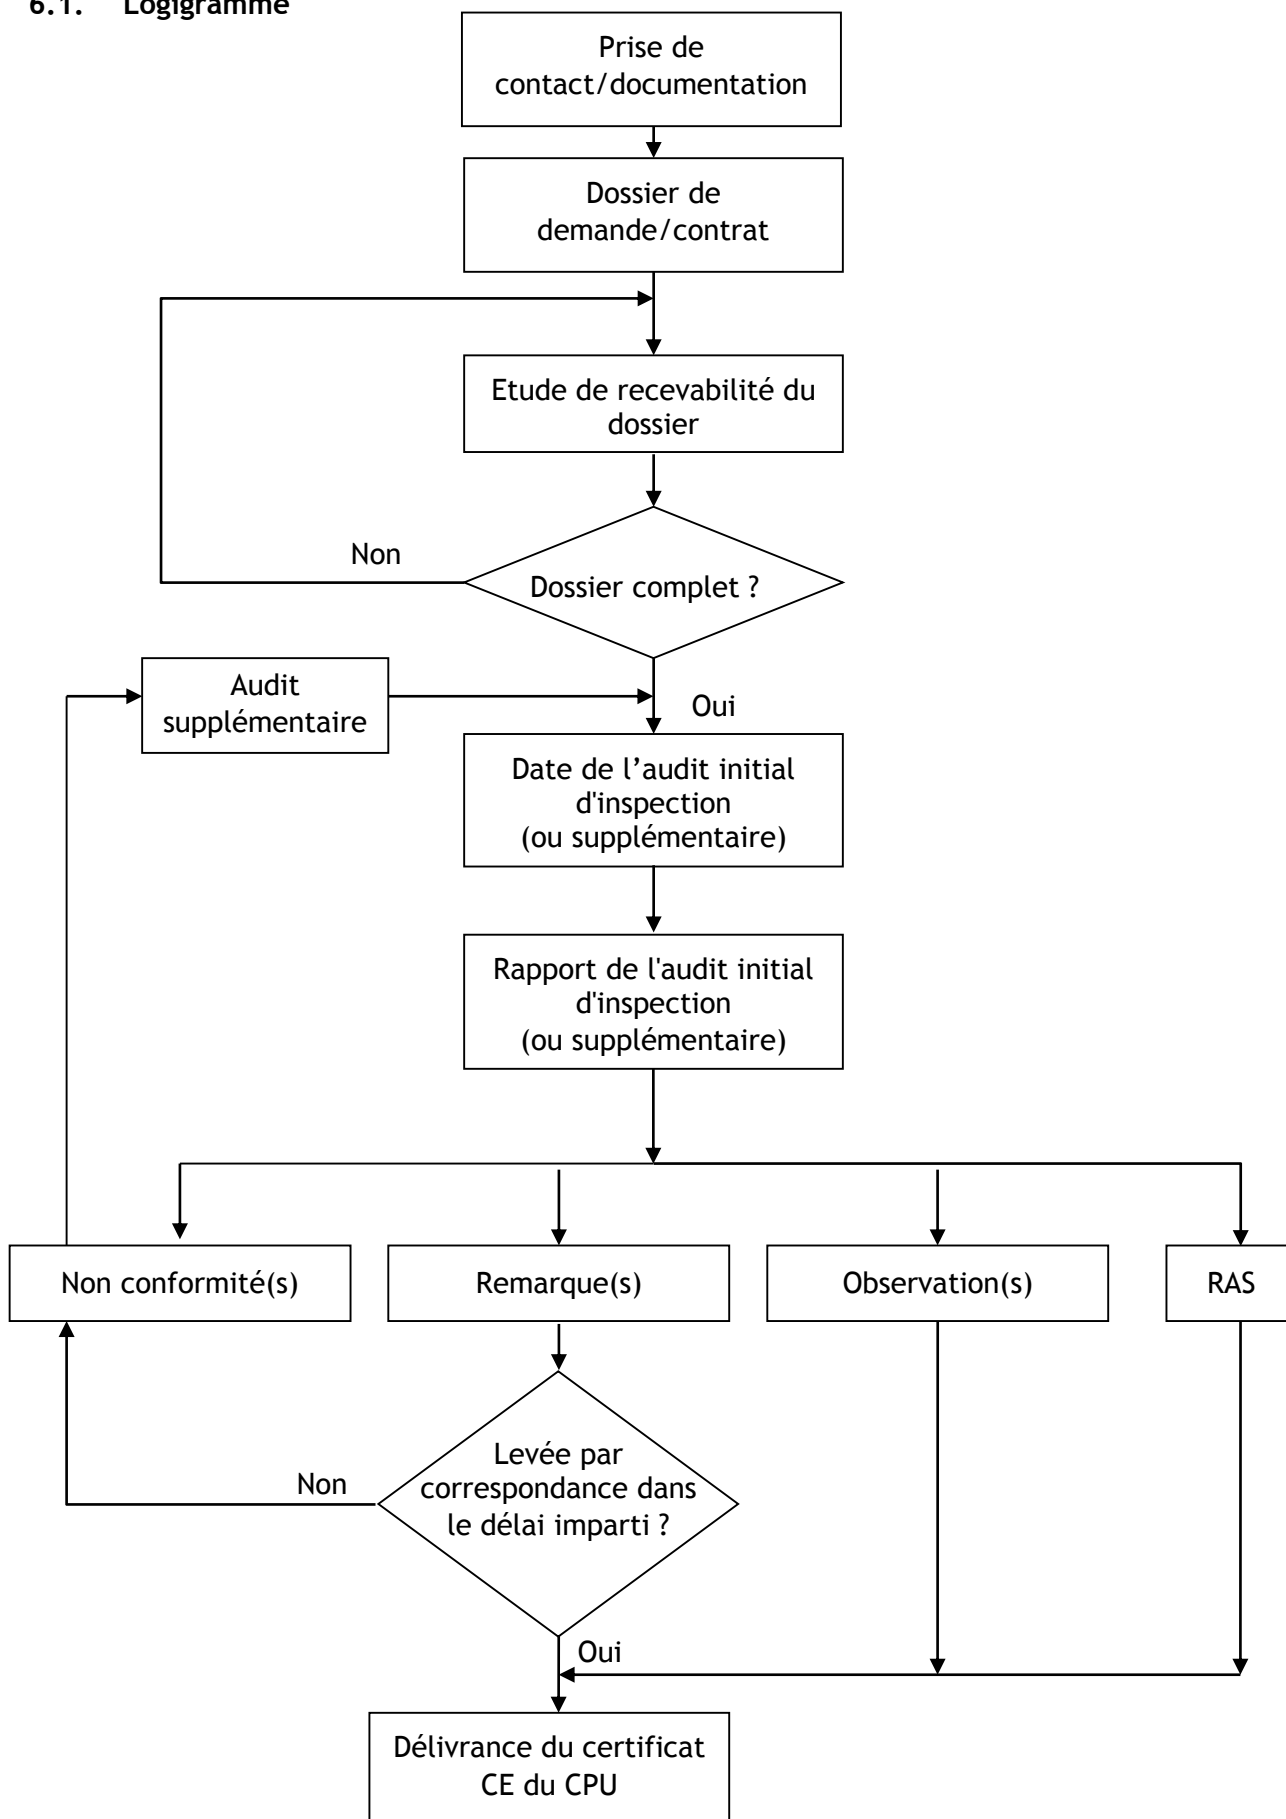 6.1. Logigramme
Prise de
contact/documentation
Dossier de
demande/contrat
Etude de recevabilité du
dossier
Non
Dossier complet ?
Audit
supplémentaire
Oui
Date de l’audit initial
d'inspection
(ou supplémentaire)
Rapport de l'audit initial
d'inspection
(ou supplémentaire)
Non conformité(s)
Remarque(s)
Observation(s)
RAS
Levée par
correspondance dans
le délai imparti ?
Non
Oui
Délivrance du certificat
CE du CPU